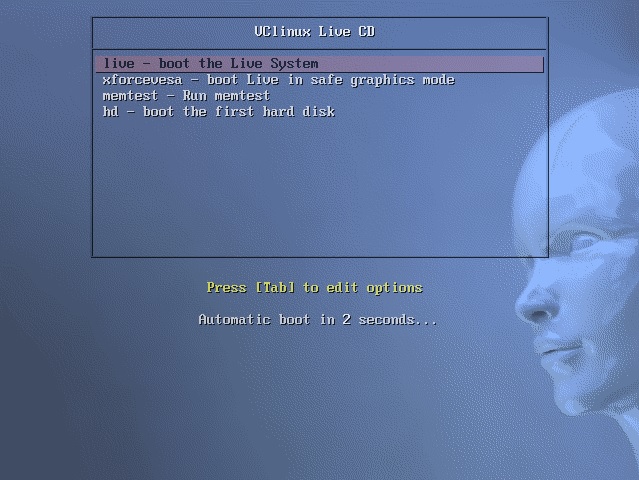 VClinux Live CD
live - boot the Live System
xforcevesa - boot Live in safe graphics mode
memtest - Run memtest
hd - boot the first hard disk
Press [Tab] to edit options
Automatic boot in 2 seconds...